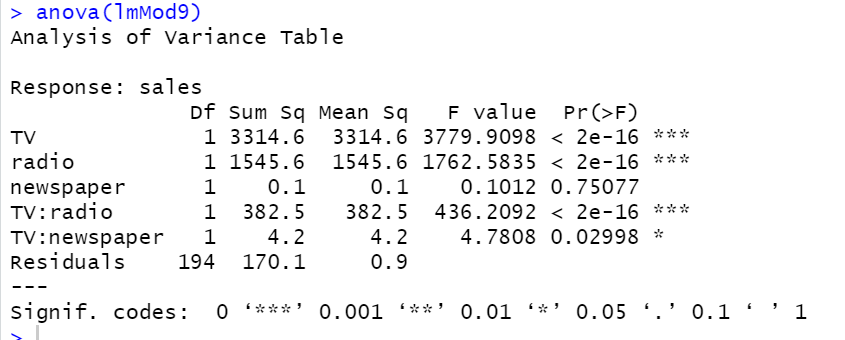 > anova(lmMod9)
Analysis of Variance Table

Response: sales
              Df Sum Sq Mean Sq   F value  Pr(>F)
TV             1 3314.6  3314.6 3779.9098 < 2e-16 ***
radio          1 1545.6  1545.6 1762.5835 < 2e-16 ***
newspaper      1    0.1     0.1    0.1012 0.75077
TV:radio       1  382.5   382.5  436.2092 < 2e-16 ***
TV:newspaper   1    4.2     4.2    4.7808 0.02998 *
Residuals    194  170.1     0.9
---
Signif. codes:  0 ‘***’ 0.001 ‘**’ 0.01 ‘*’ 0.05 ‘.’ 0.1 ‘ ’ 1
>